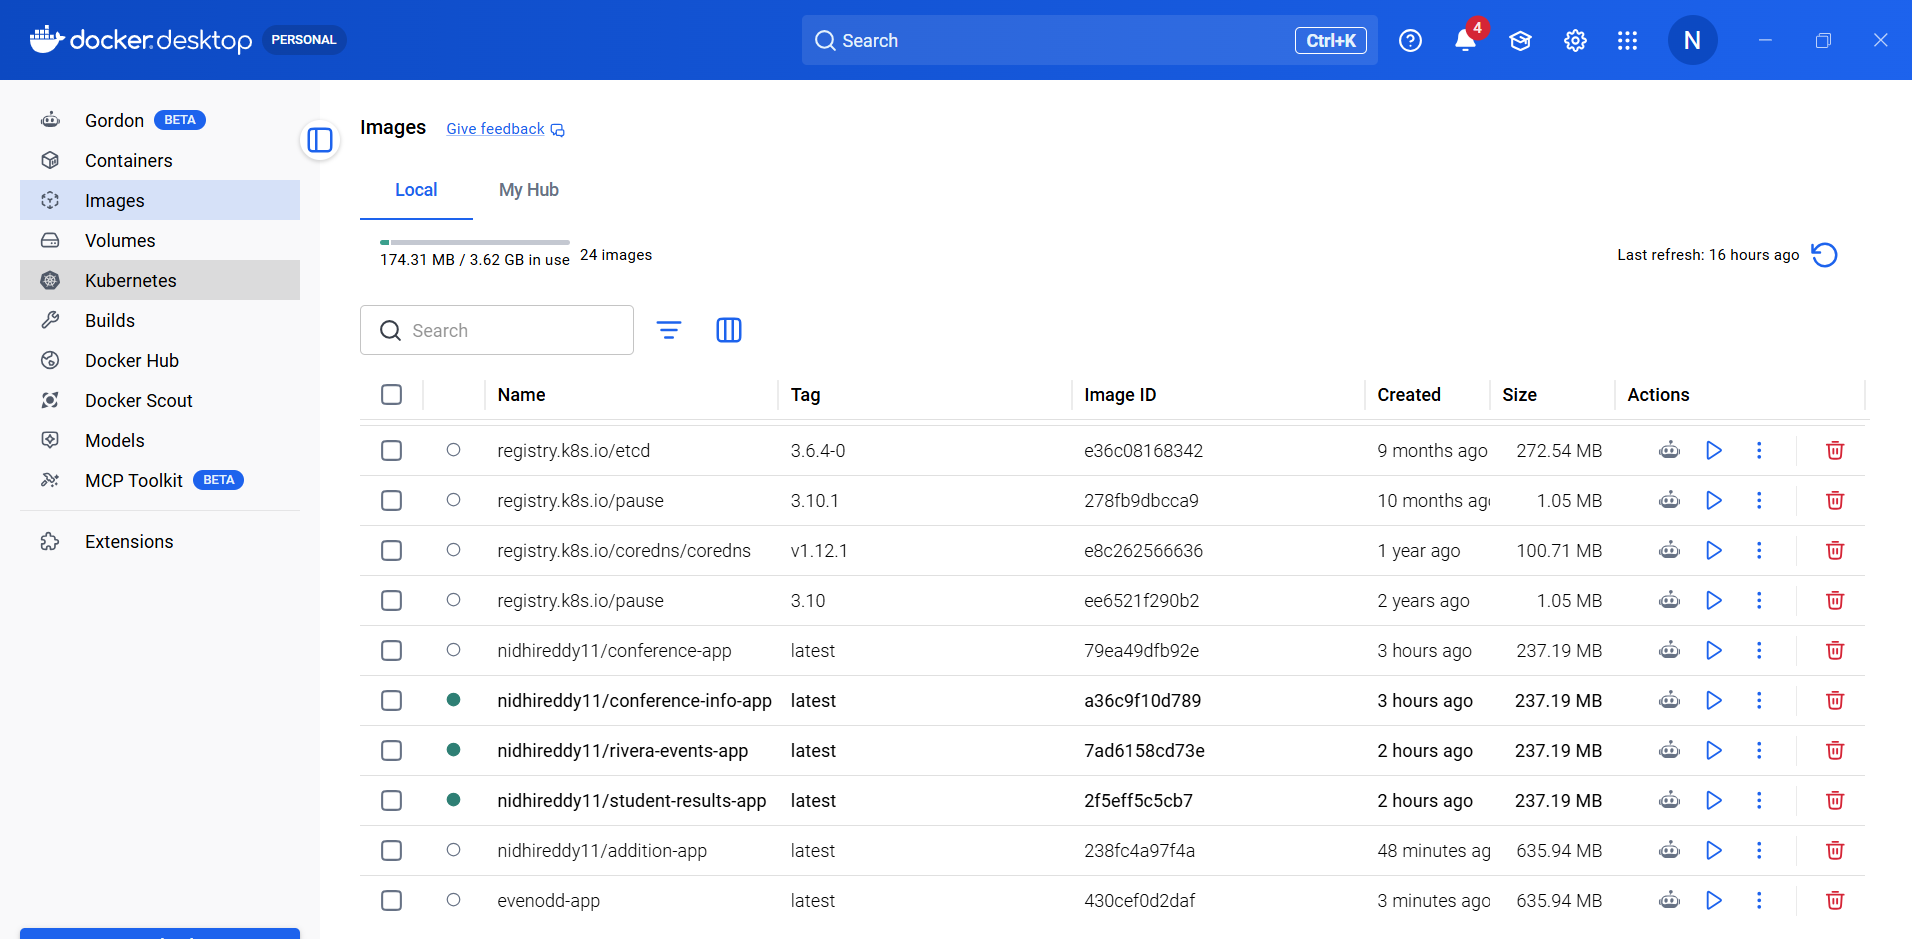 docker.desktop PERSONAL Search Ctrl+K 4 N
Gordon BETA
Containers
Images
Volumes
Kubernetes
Builds
Docker Hub
Docker Scout
Models
MCP Toolkit BETA
Extensions
Images Give feedback
Local My Hub
174.31 MB / 3.62 GB in use 24 images Last refresh: 16 hours ago
Search
Name Tag Image ID Created Size Actions
registry.k8s.io/etcd 3.6.4-0 e36c08168342 9 months ago 272.54 MB
registry.k8s.io/pause 3.10.1 278fb9dbcca9 10 months ag 1.05 MB
registry.k8s.io/coredns/coredns v1.12.1 e8c262566636 1 year ago 100.71 MB
registry.k8s.io/pause 3.10 ee6521f290b2 2 years ago 1.05 MB
nidhireddy11/conference-app latest 79ea49dfb92e 3 hours ago 237.19 MB
nidhireddy11/conference-info-app latest a36c9f10d789 3 hours ago 237.19 MB
nidhireddy11/rivera-events-app latest 7ad6158cd73e 2 hours ago 237.19 MB
nidhireddy11/student-results-app latest 2f5eff5c5cb7 2 hours ago 237.19 MB
nidhireddy11/addition-app latest 238fc4a97f4a 48 minutes ag 635.94 MB
evenodd-app latest 430cef0d2daf 3 minutes ago 635.94 MB